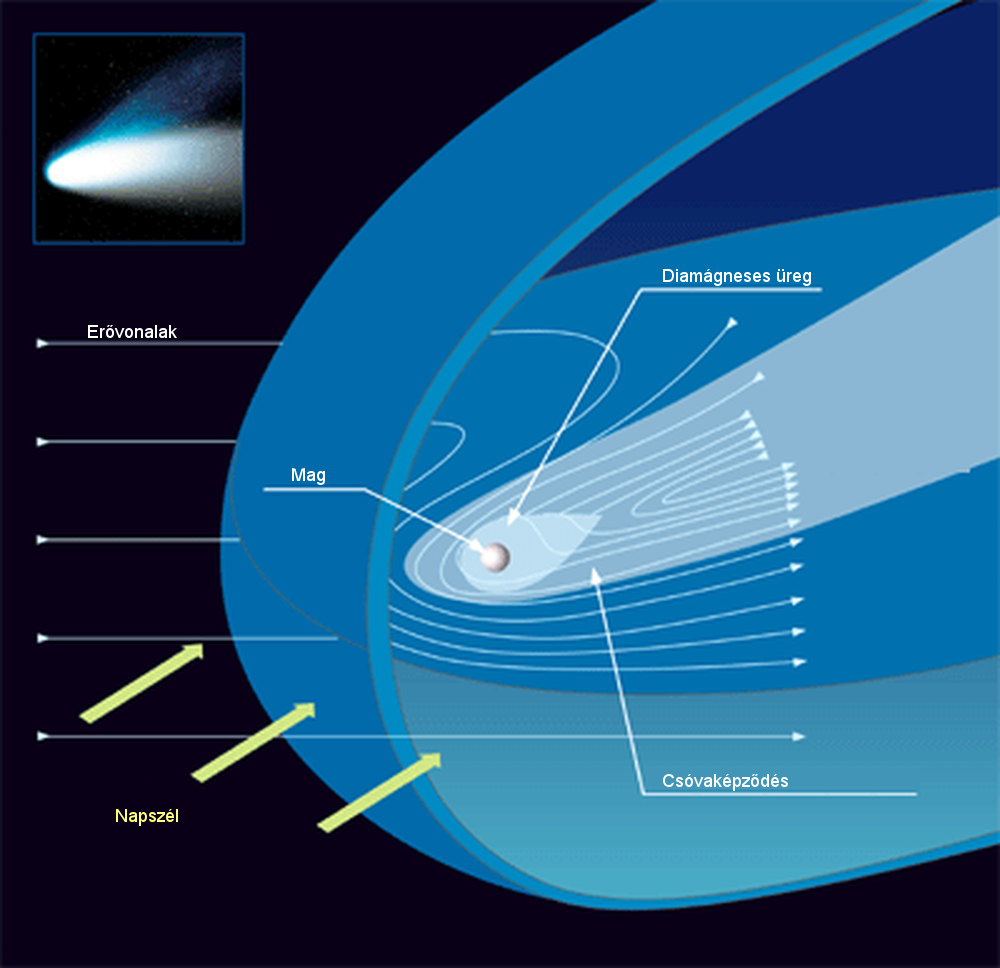 Diamágneses üreg
Erővonalak
Mag
Csóvaképződés
Napszél